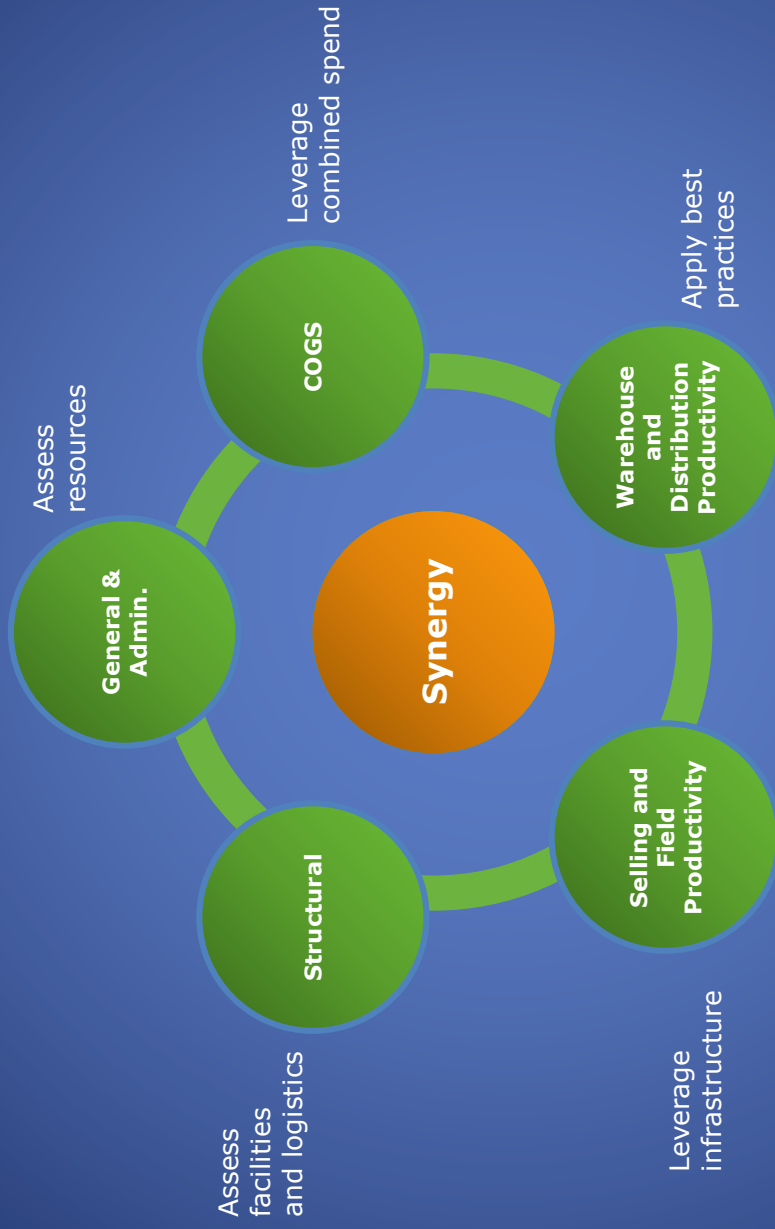 General &
Admin.
Assess
resources
COGS
Leverage
combined spend
Warehouse
and
Distribution
Productivity
Apply best
practices
Selling and
Field
Productivity
Leverage
infrastructure
Structural
Assess
facilities
and logistics
Synergy